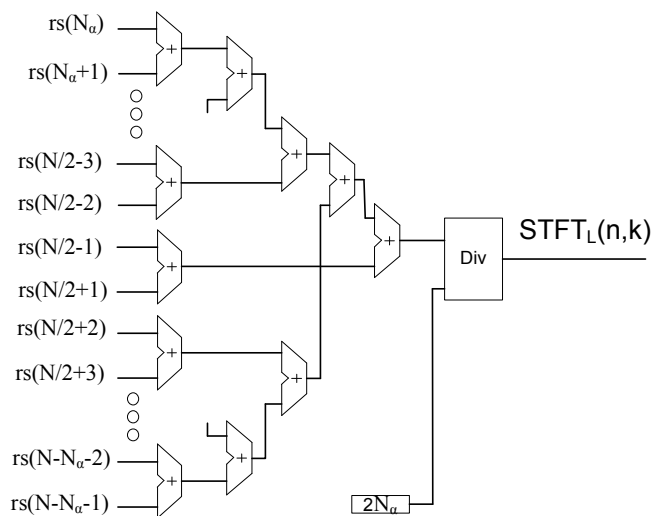 rs(Nα)
+
+
rs(Nα+1)
rs(N/2-3)
+
+
+
rs(N/2-2)
rs(N/2-1)
+
+
Div
STFTL(n,k)
rs(N/2+1)
rs(N/2+2)
+
+
rs(N/2+3)
rs(N-Nα-2)
+
+
rs(N-Nα-1)
2Nα